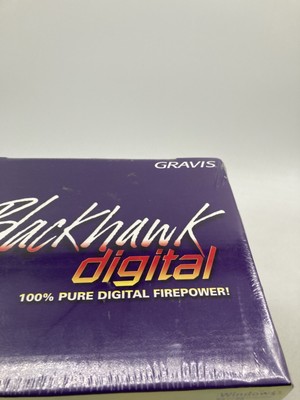 GRAVIS
Blackhawk
digital
100% PURE DIGITAL FIREPOWER!